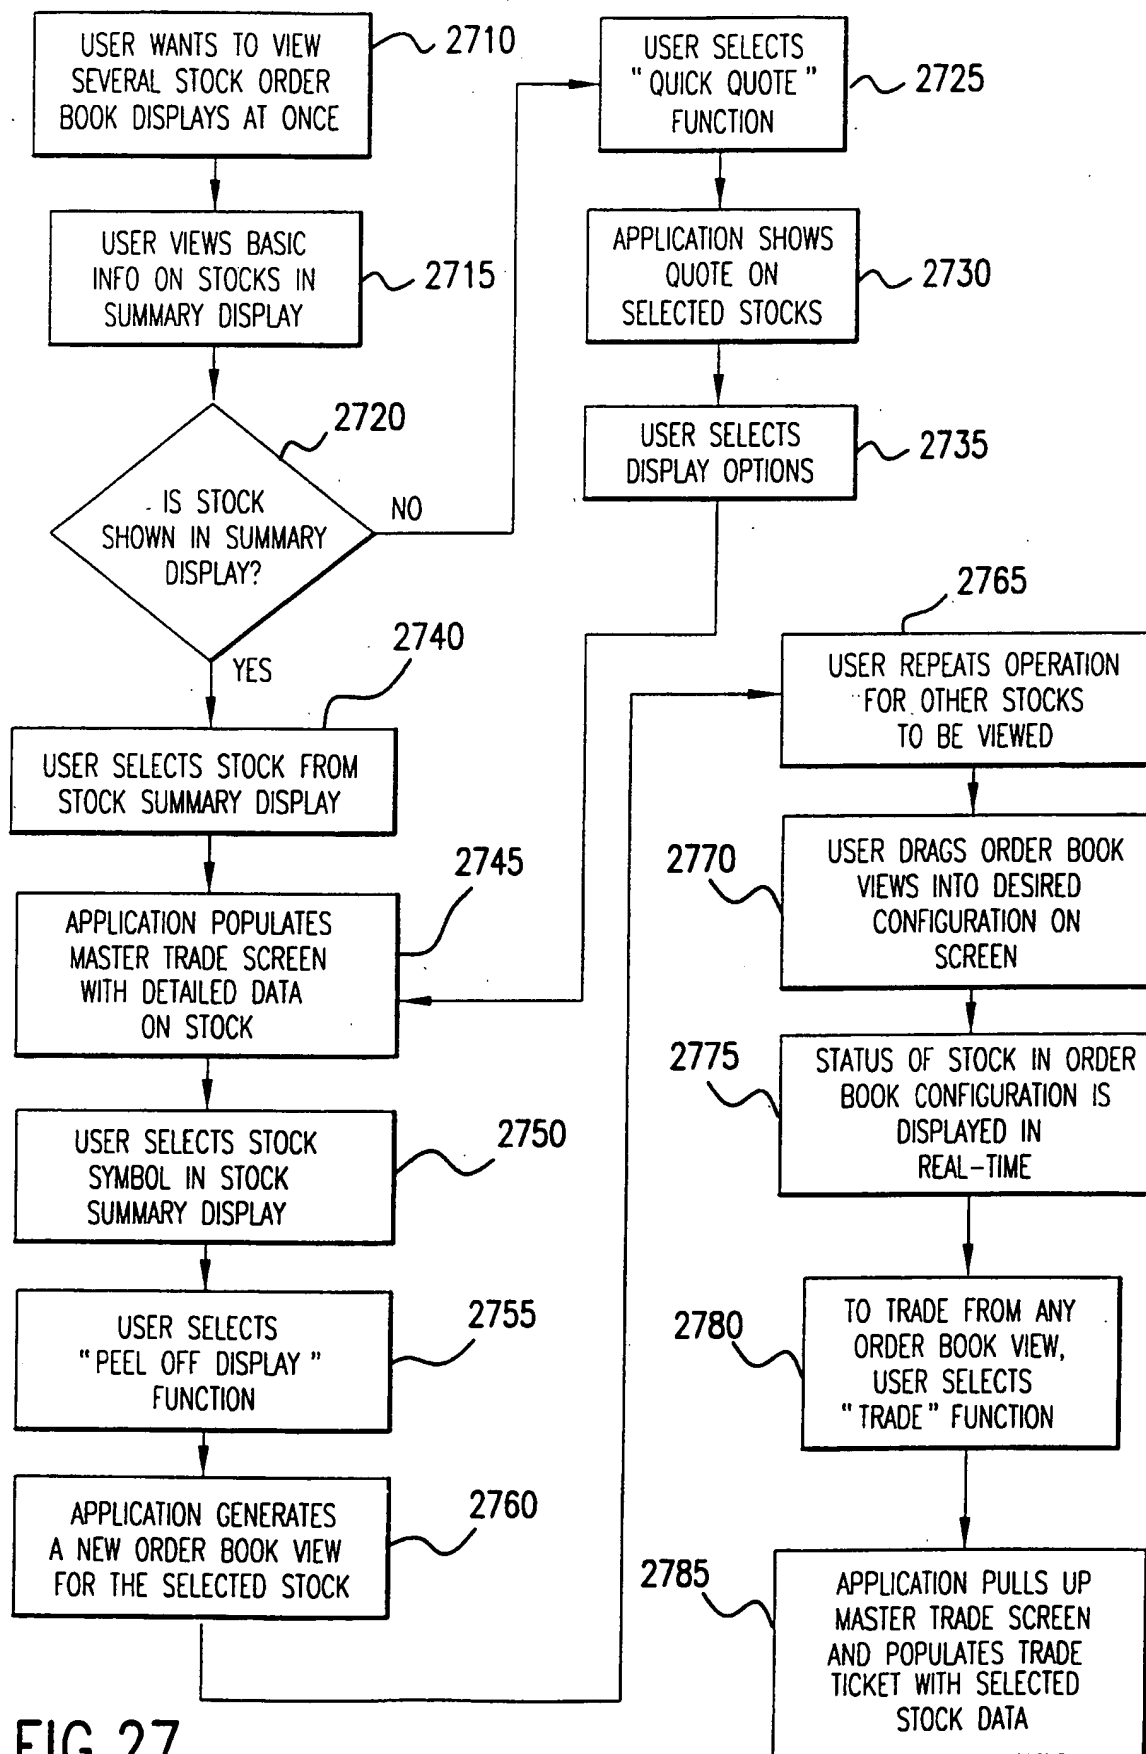 USER WANTS TO VIEW
SEVERAL STOCK ORDER
BOOK DISPLAYS AT ONCE
2710
USER VIEWS BASIC
INFO ON STOCKS IN
SUMMARY DISPLAY
2715
2720
IS STOCK
SHOWN IN SUMMARY
DISPLAY?
NO
YES
USER SELECTS
"QUICK QUOTE"
FUNCTION
2725
APPLICATION SHOWS
QUOTE ON
SELECTED STOCKS
2730
USER SELECTS
DISPLAY OPTIONS
2735
2740
USER SELECTS STOCK FROM
STOCK SUMMARY DISPLAY
2745
APPLICATION POPULATES
MASTER TRADE SCREEN
WITH DETAILED DATA
ON STOCK
USER SELECTS STOCK
SYMBOL IN STOCK
SUMMARY DISPLAY
2750
USER SELECTS
"PEEL OFF DISPLAY"
FUNCTION
2755
APPLICATION GENERATES
A NEW ORDER BOOK VIEW
FOR THE SELECTED STOCK
2760
2765
USER REPEATS OPERATION
FOR OTHER STOCKS
TO BE VIEWED
2770
USER DRAGS ORDER BOOK
VIEWS INTO DESIRED
CONFIGURATION ON
SCREEN
2775
STATUS OF STOCK IN ORDER
BOOK CONFIGURATION IS
DISPLAYED IN
REAL-TIME
2780
TO TRADE FROM ANY
ORDER BOOK VIEW,
USER SELECTS
"TRADE" FUNCTION
2785
APPLICATION PULLS UP
MASTER TRADE SCREEN
AND POPULATES TRADE
TICKET WITH SELECTED
STOCK DATA
FIG.27